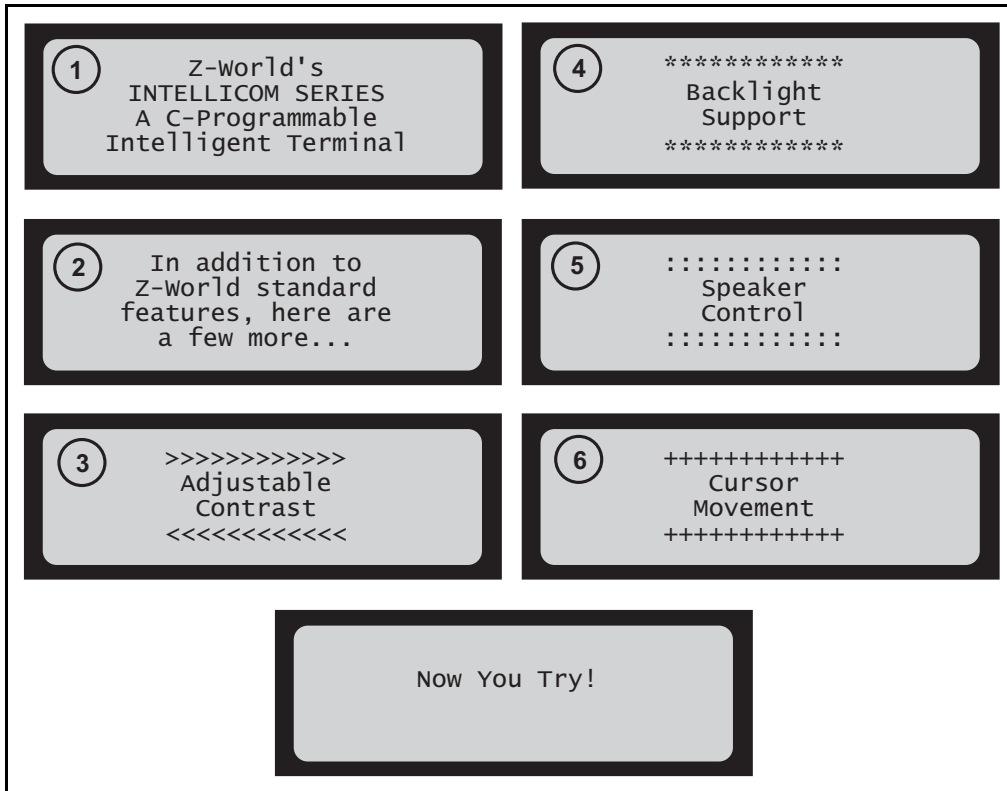 1
Z-World's
INTELLICOM SERIES
A C-Programmable
Intelligent Terminal
2
In addition to
Z-World standard
features, here are
a few more...
3
>>>>>>>>>>>>
Adjustable
Contrast
<<<<<<<<<<<<
4
************
Backlight
Support
************
5
::::::::::::
Speaker
Control
::::::::::::
6
++++++++++++
Cursor
Movement
++++++++++++
Now You Try!